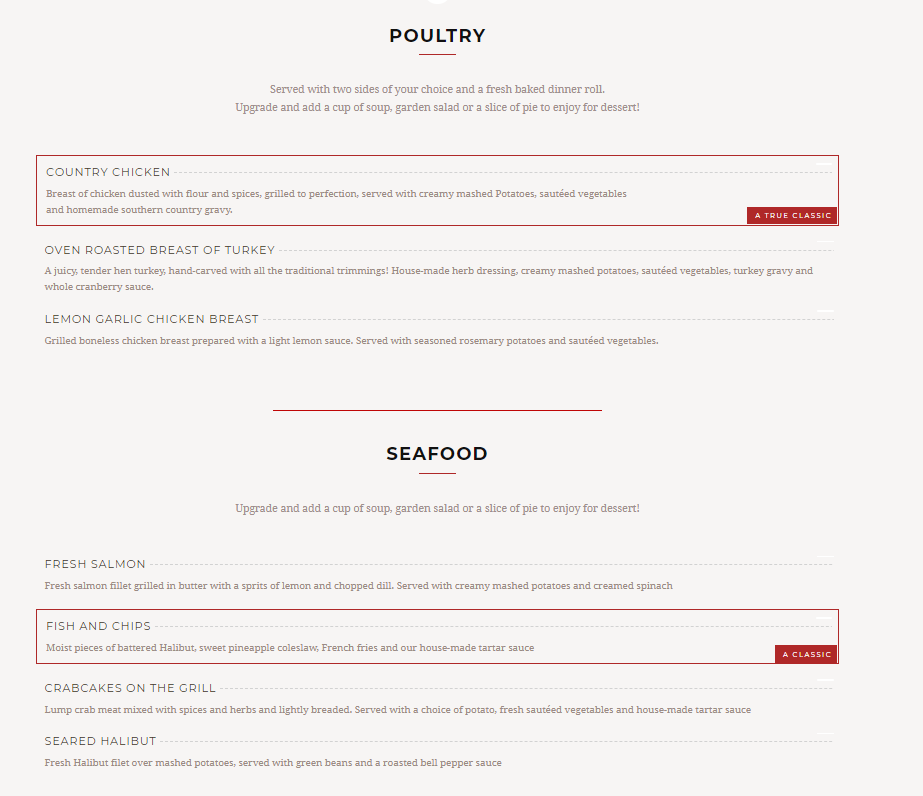 POULTRY
Served with two sides of your choice and a fresh baked dinner roll.
Upgrade and add a cup of soup, garden salad or a slice of pie to enjoy for dessert!
COUNTRY CHICKEN
Breast of chicken dusted with flour and spices, grilled to perfection, served with creamy mashed Potatoes, sautéed vegetables
and homemade southern country gravy.
A TRUE CLASSIC
OVEN ROASTED BREAST OF TURKEY
A juicy, tender hen turkey, hand-carved with all the traditional trimmings! House-made herb dressing, creamy mashed potatoes, sautéed vegetables, turkey gravy and
whole cranberry sauce.
LEMON GARLIC CHICKEN BREAST
Grilled boneless chicken breast prepared with a light lemon sauce. Served with seasoned rosemary potatoes and sautéed vegetables.
SEAFOOD
Upgrade and add a cup of soup, garden salad or a slice of pie to enjoy for dessert!
FRESH SALMON
Fresh salmon fillet grilled in butter with a sprits of lemon and chopped dill. Served with creamy mashed potatoes and creamed spinach
FISH AND CHIPS
Moist pieces of battered Halibut, sweet pineapple coleslaw, French fries and our house-made tartar sauce
A CLASSIC
CRABCAKES ON THE GRILL
Lump crab meat mixed with spices and herbs and lightly breaded. Served with a choice of potato, fresh sautéed vegetables and house-made tartar sauce
SEARED HALIBUT
Fresh Halibut filet over mashed potatoes, served with green beans and a roasted bell pepper sauce